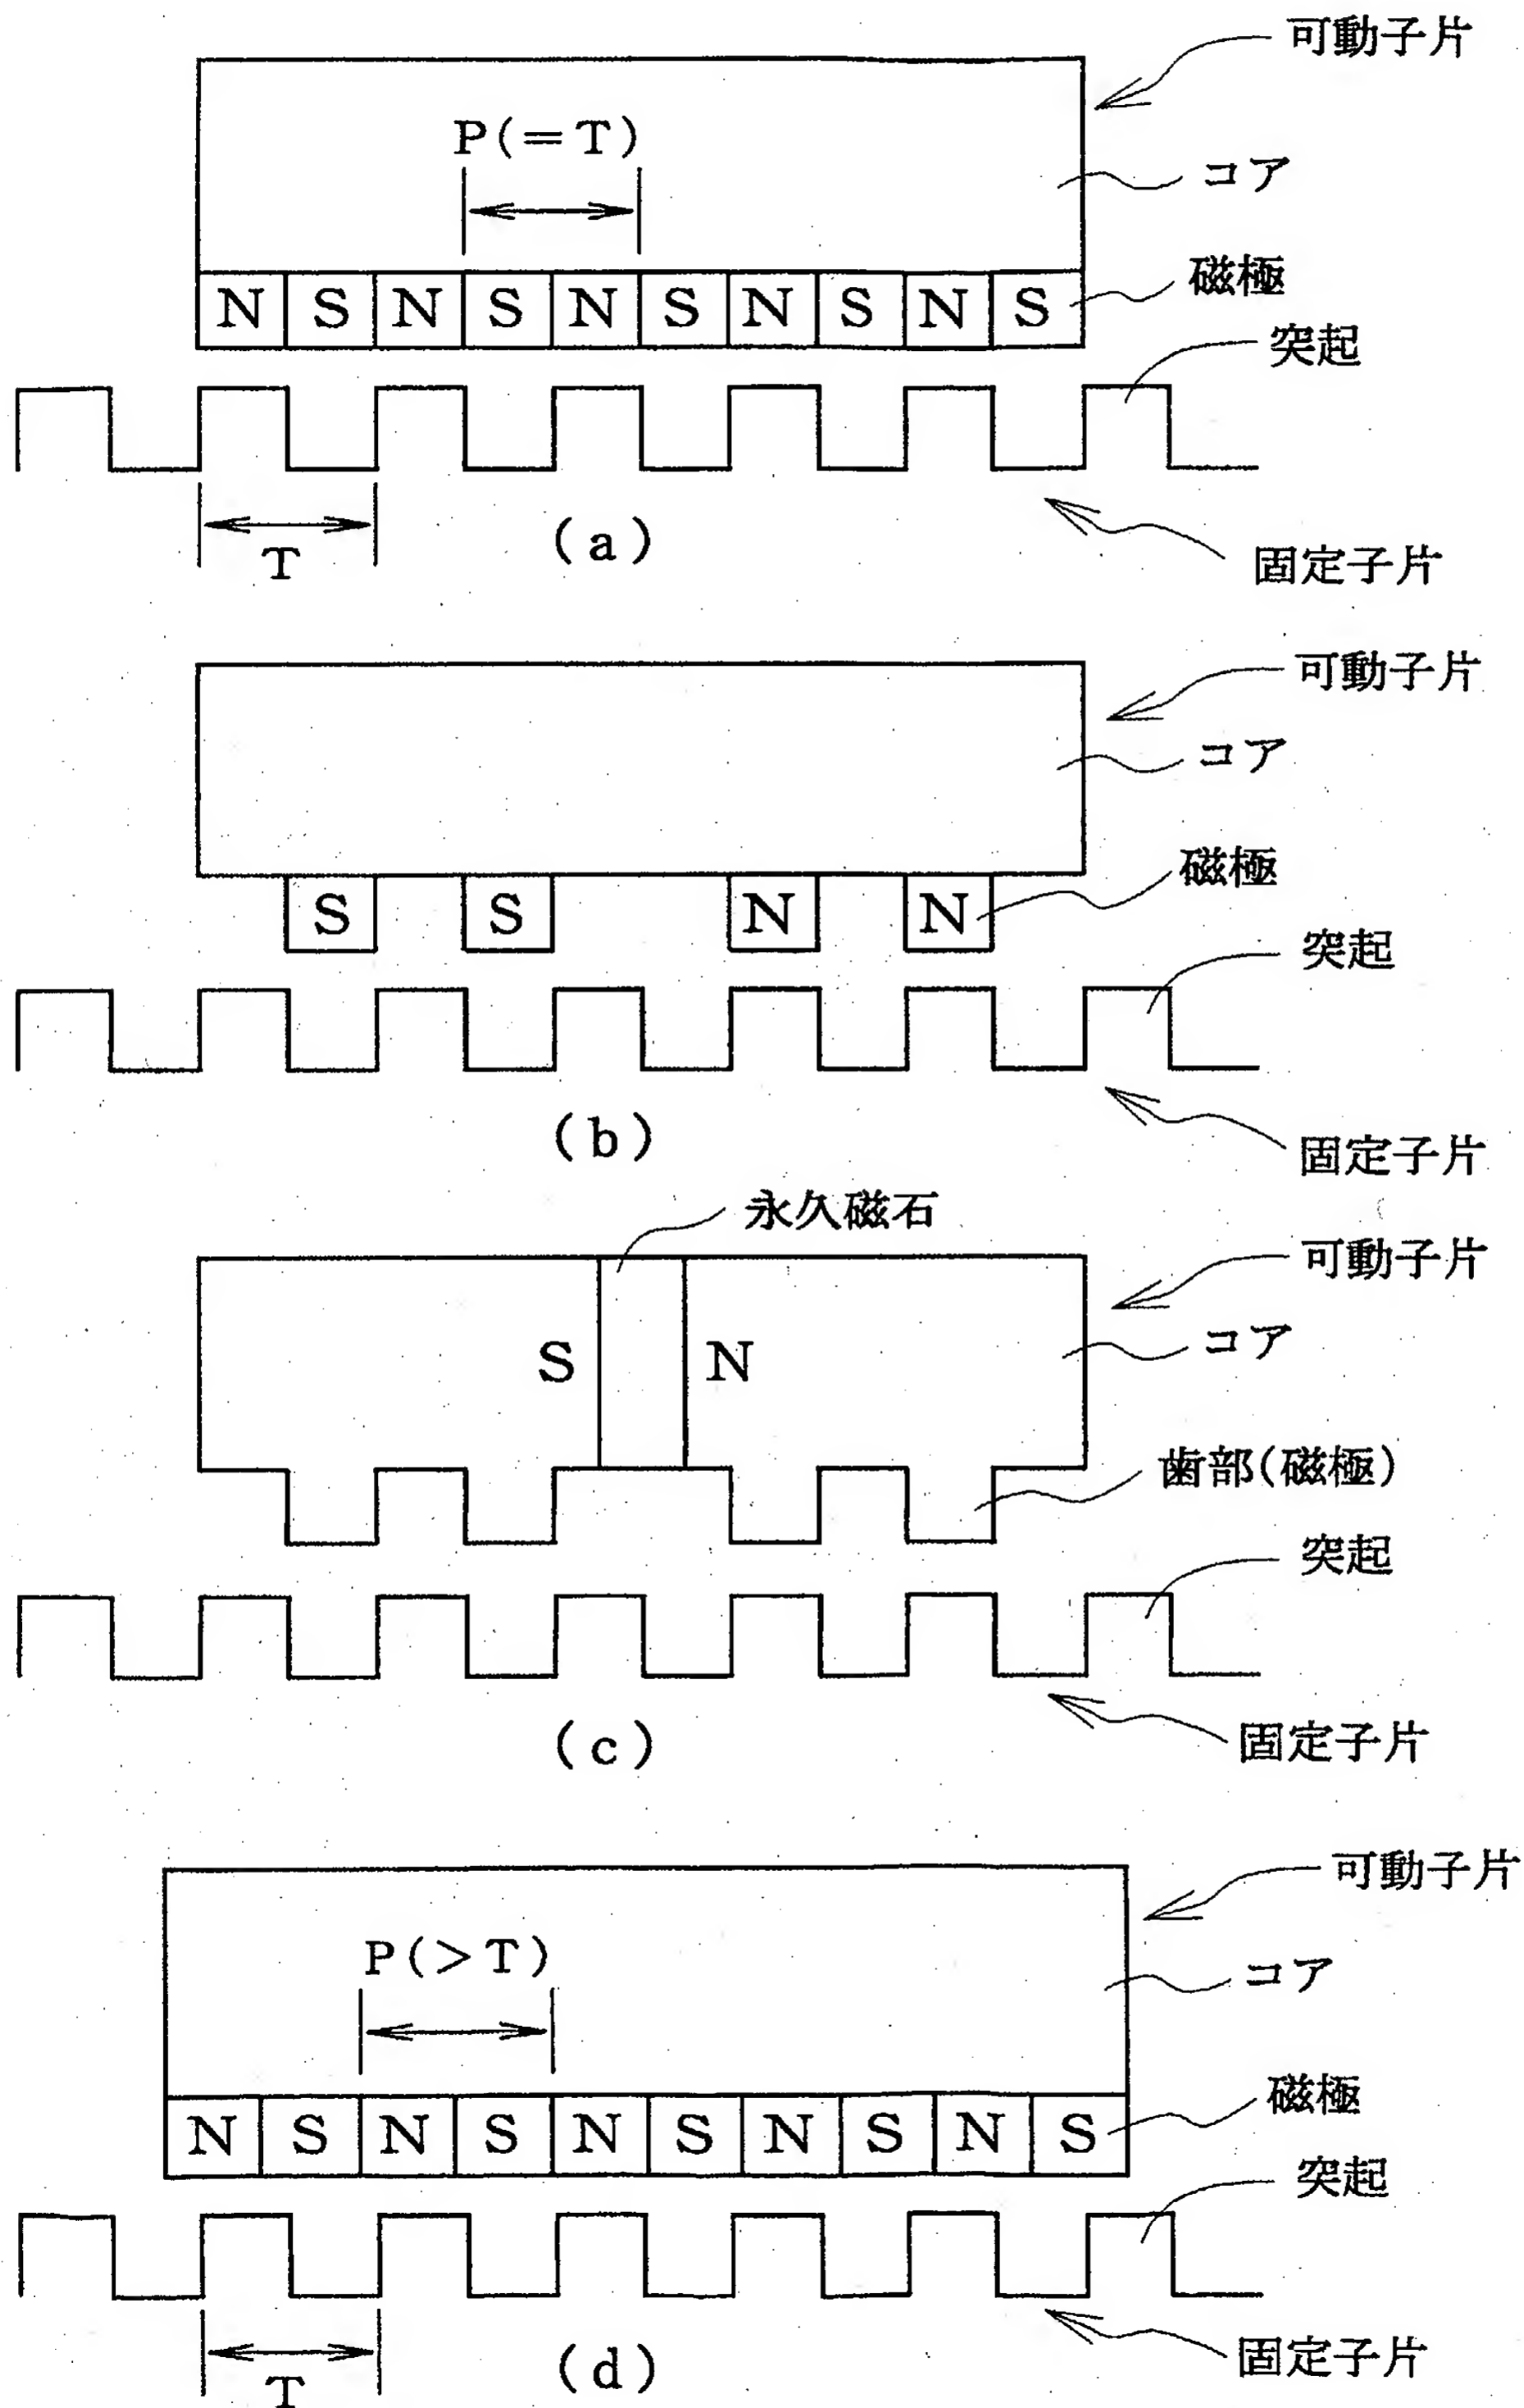 可動子片
P(=T)
コア
N S N S N S N S N S
磁極
突起
T
(a)
固定子片
可動子片
コア
S S N N
磁極
突起
(b)
固定子片
永久磁石
可動子片
S N
コア
歯部(磁極)
突起
(c)
固定子片
可動子片
P(>T)
コア
N S N S N S N S N S
磁極
突起
T
(d)
固定子片